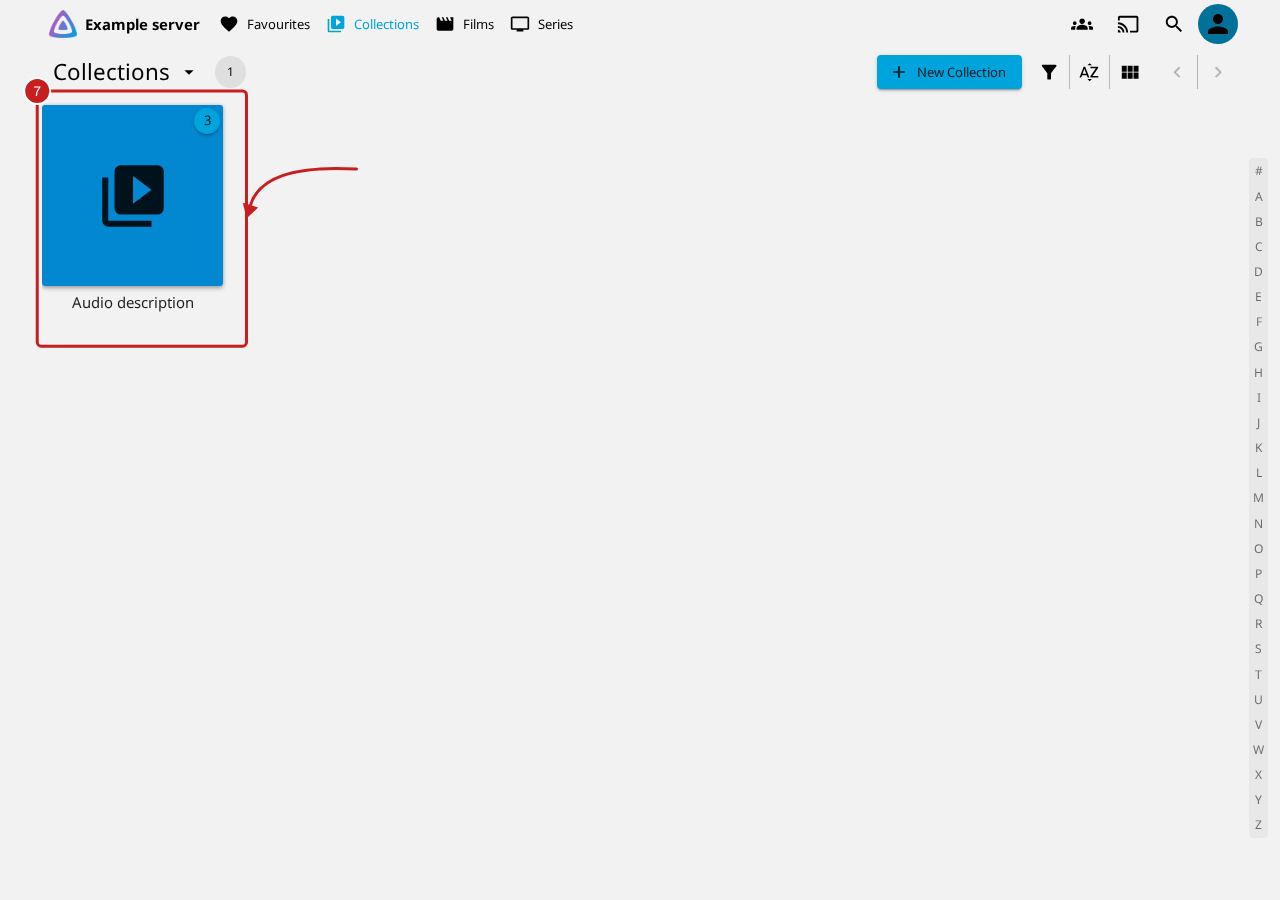 Example server
Favourites
Collections
Films
Series
Collections
1
New Collection
AZ
7
3
Audio description
#
A
B
C
D
E
F
G
H
I
J
K
L
M
N
O
P
Q
R
S
T
U
V
W
X
Y
Z